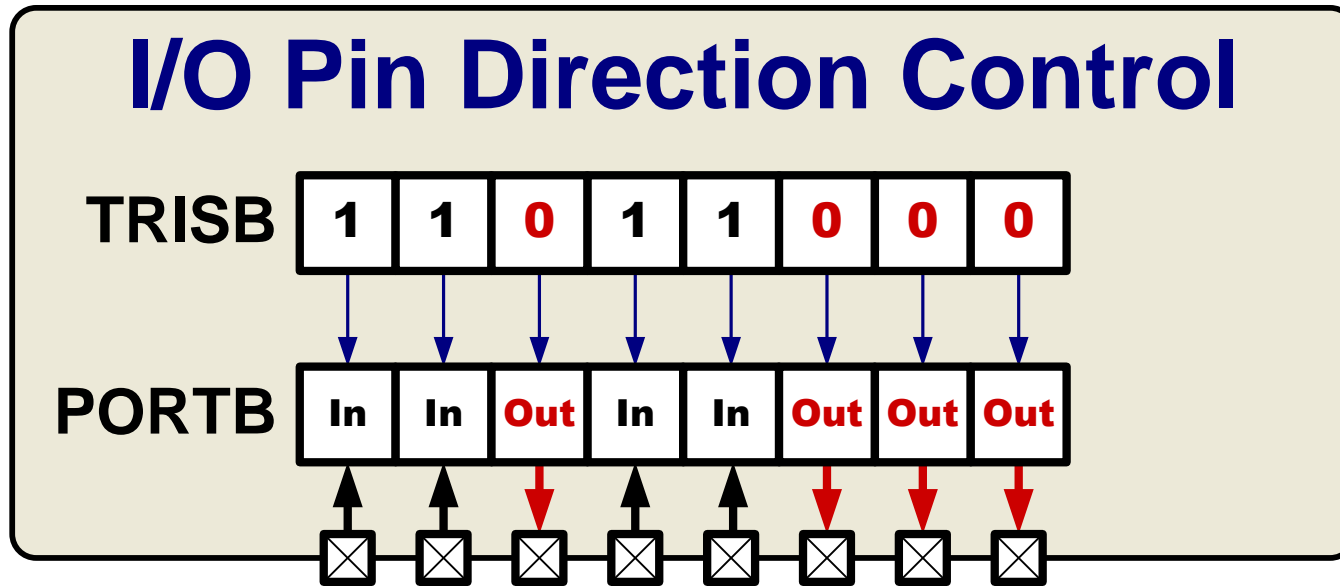 I/O Pin Direction Control
TRISB 1 1 0 1 1 0 0 0
PORTB In In Out In In Out Out Out